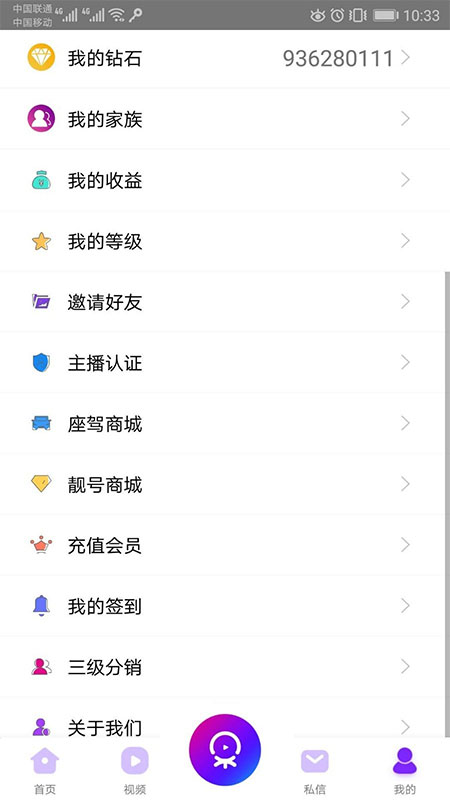 中国联通 4G 4G 10:33
中国移动
我的钻石 936280111
我的家族
我的收益
我的等级
邀请好友
主播认证
座驾商城
靓号商城
充值会员
我的签到
三级分销
关于我们
首页 视频 私信 我的